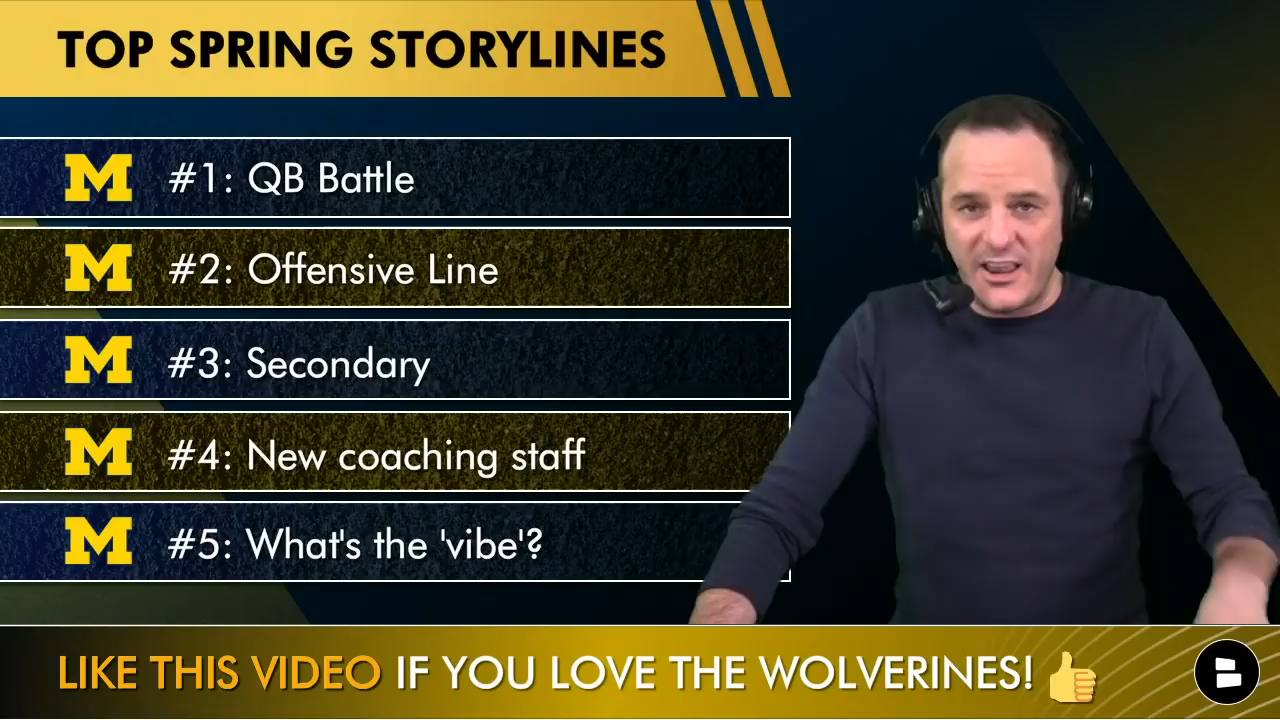 TOP SPRING STORYLINES
M #1: QB Battle
M #2: Offensive Line
M #3: Secondary
M #4: New coaching staff
M #5: What's the 'vibe'?
LIKE THIS VIDEO IF YOU LOVE THE WOLVERINES!